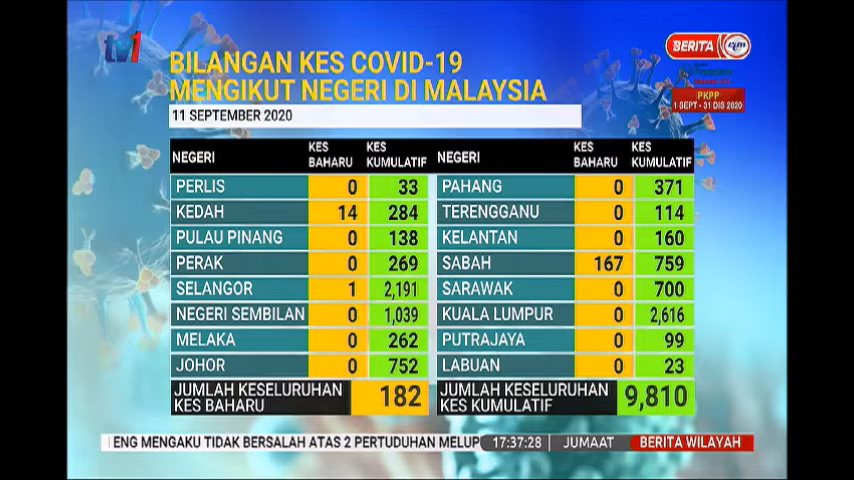 tv1
BERITA rtm
BILANGAN KES COVID-19
MENGIKUT NEGERI DI MALAYSIA
PKPP
1 SEPT - 31 DIS 2020
11 SEPTEMBER 2020
NEGERI KES BAHARU KES KUMULATIF NEGERI KES BAHARU KES KUMULATIF
PERLIS 0 33 PAHANG 0 371
KEDAH 14 284 TERENGGANU 0 114
PULAU PINANG 0 138 KELANTAN 0 160
PERAK 0 269 SABAH 167 759
SELANGOR 1 2,191 SARAWAK 0 700
NEGERI SEMBILAN 0 1,039 KUALA LUMPUR 0 2,616
MELAKA 0 262 PUTRAJAYA 0 99
JOHOR 0 752 LABUAN 0 23
JUMLAH KESELURUHAN KES BAHARU 182 JUMLAH KESELURUHAN KES KUMULATIF 9,810
ENG MENGAKU TIDAK BERSALAH ATAS 2 PERTUDUHAN MELUP 17:37:28 JUMAAT BERITA WILAYAH